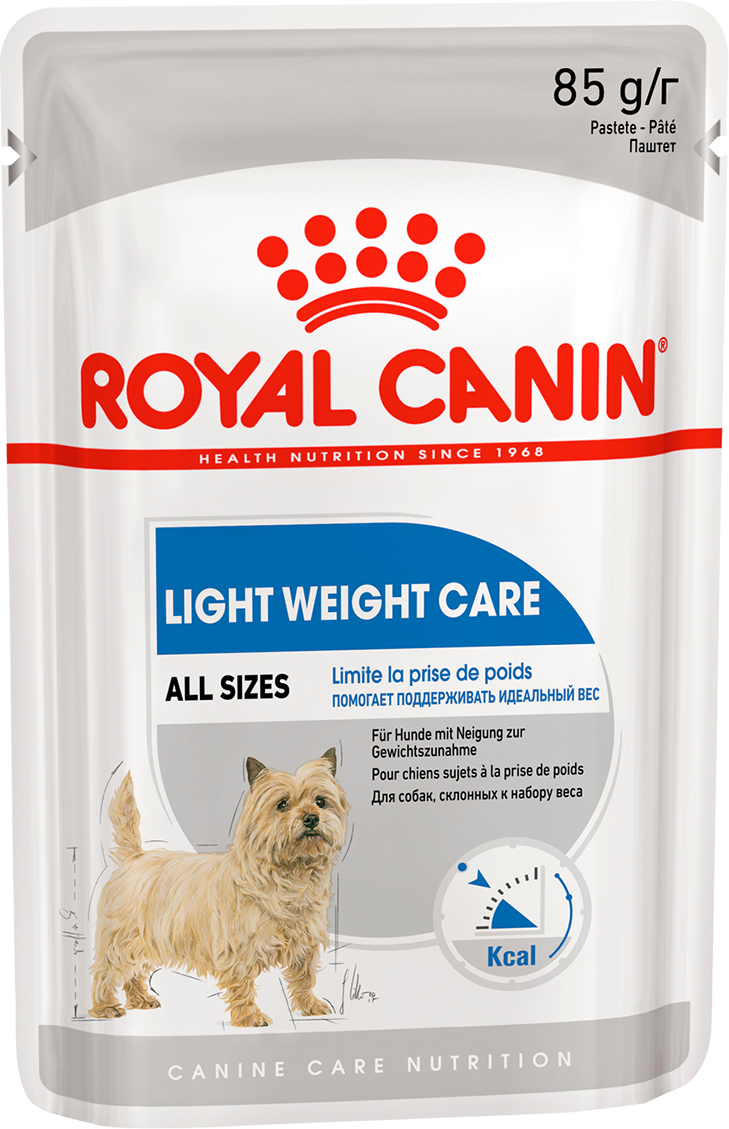 85 g/г
Pastete - Pâté
Паштет
ROYAL CANIN®
HEALTH NUTRITION SINCE 1968
LIGHT WEIGHT CARE
ALL SIZES
Limite la prise de poids
ПОМОГАЕТ ПОДДЕРЖИВАТЬ ИДЕАЛЬНЫЙ ВЕС
Für Hunde mit Neigung zur
Gewichtszunahme
Pour chiens sujets à la prise de poids
Для собак, склонных к набору веса
Kcal
CANINE CARE NUTRITION